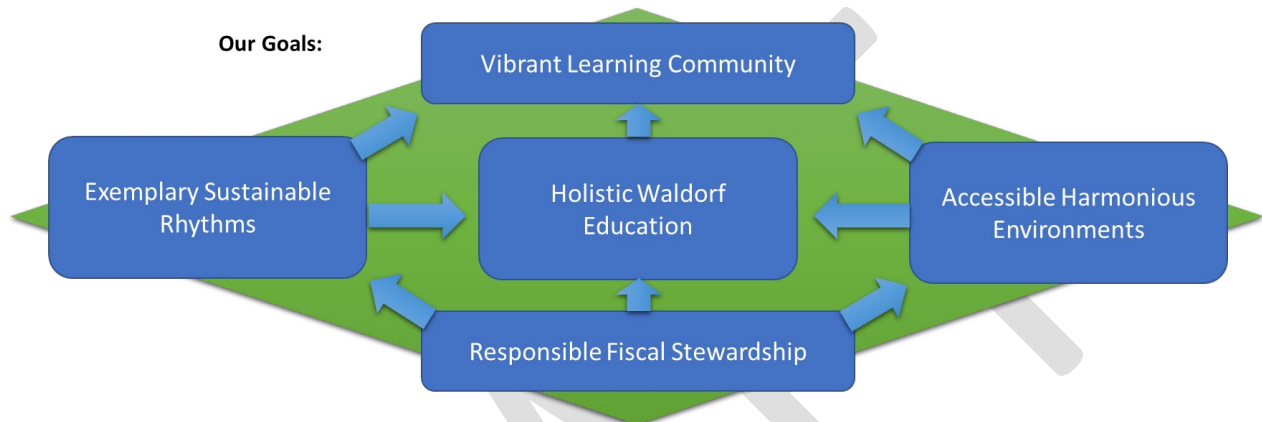 Our Goals:
Vibrant Learning Community
Exemplary Sustainable
Rhythms
Holistic Waldorf
Education
Accessible Harmonious
Environments
Responsible Fiscal Stewardship